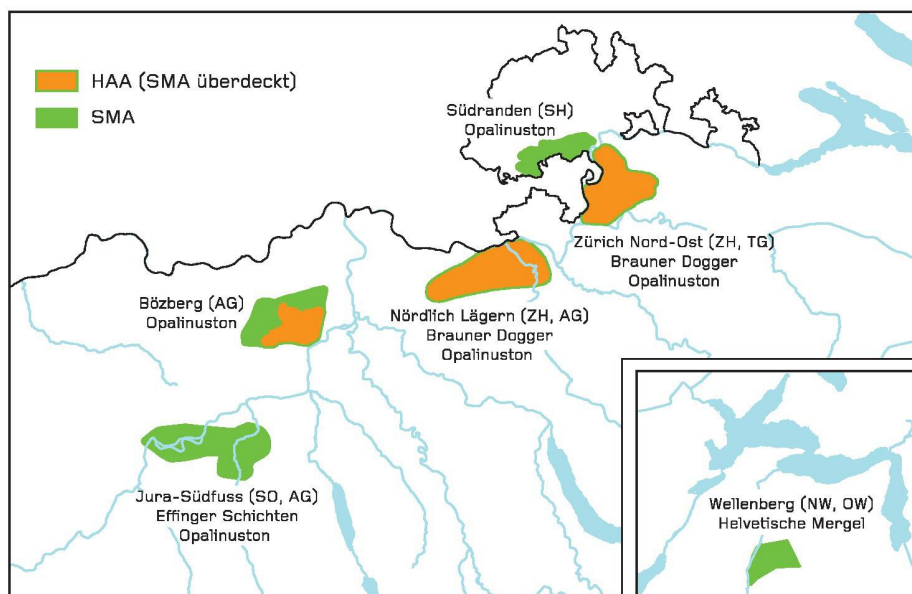 HAA (SMA überdeckt)
SMA
Südranden (SH)
Opalinuston
Zürich Nord-Ost (ZH, TG)
Brauner Dogger
Opalinuston
Bözberg (AG)
Opalinuston
Nördlich Lägern (ZH, AG)
Brauner Dogger
Opalinuston
Jura-Südfuss (SO, AG)
Effinger Schichten
Opalinuston
Wellenberg (NW, OW)
Helvetische Mergel